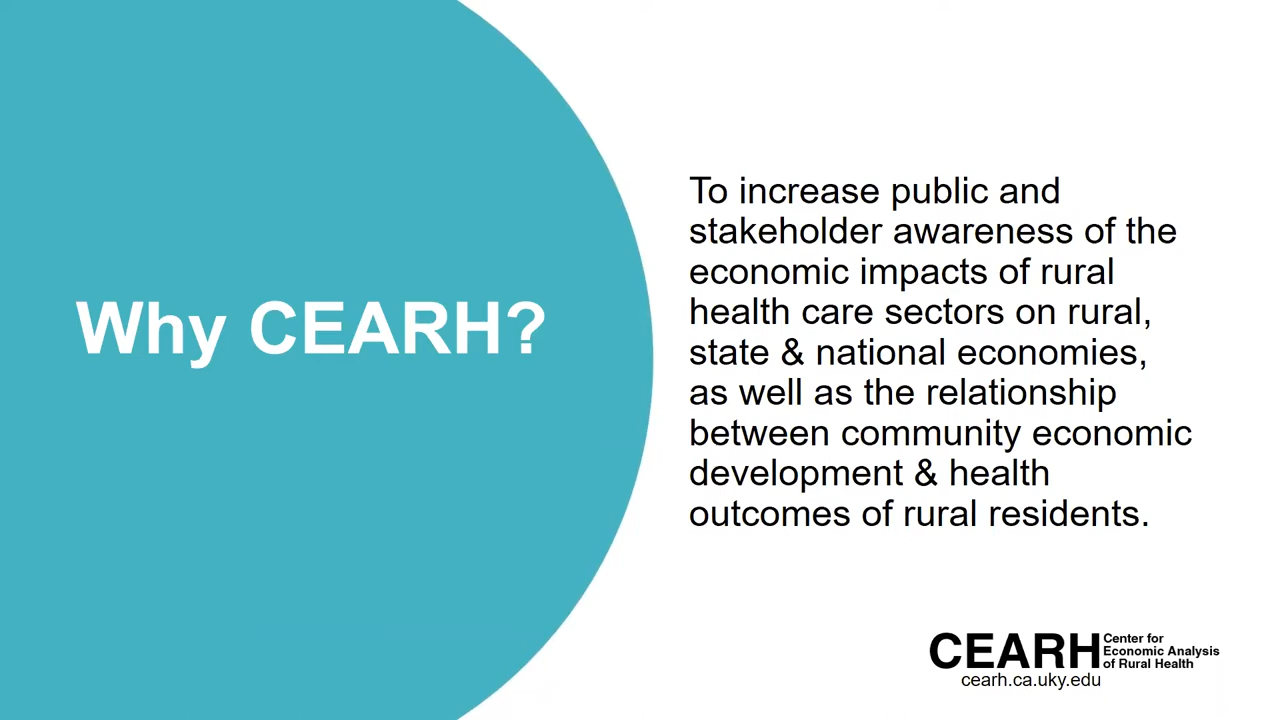 Why CEARH?
To increase public and
stakeholder awareness of the
economic impacts of rural
health care sectors on rural,
state & national economies,
as well as the relationship
between community economic
development & health
outcomes of rural residents.
CEARH
Center for
Economic Analysis
of Rural Health
cearh.ca.uky.edu